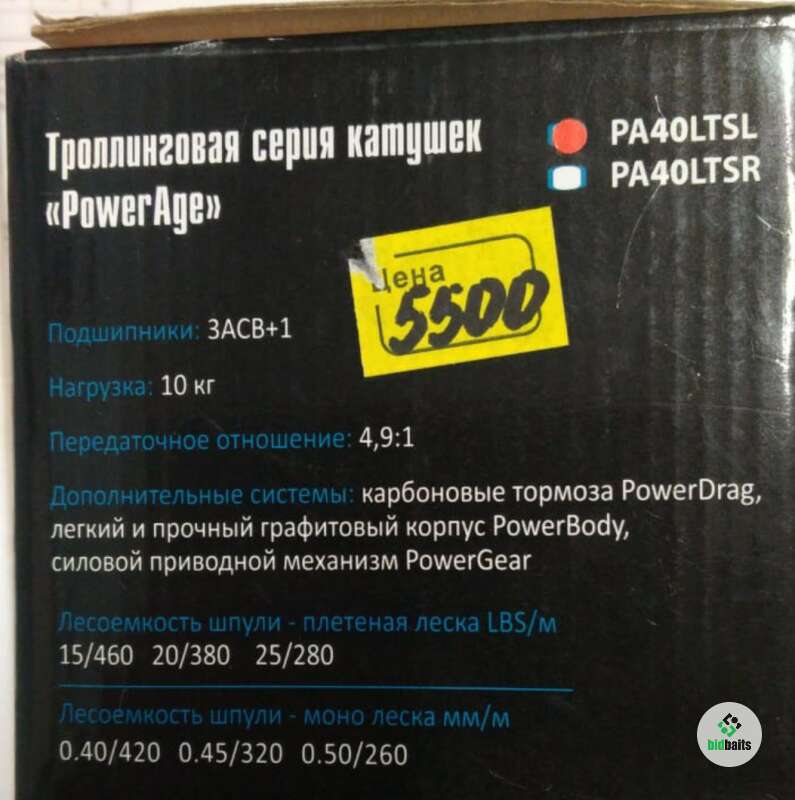 Троллинговая серия катушек
«PowerAge»
PA40LTSL
PA40LTSR
Цена
5500
Подшипники: 3ACB+1
Нагрузка: 10 кг
Передаточное отношение: 4,9:1
Дополнительные системы: карбоновые тормоза PowerDrag,
легкий и прочный графитовый корпус PowerBody,
силовой приводной механизм PowerGear
Лесоемкость шпули - плетеная леска LBS/м
15/460 20/380 25/280
Лесоемкость шпули - моно леска мм/м
0.40/420 0.45/320 0.50/260
bidbaits